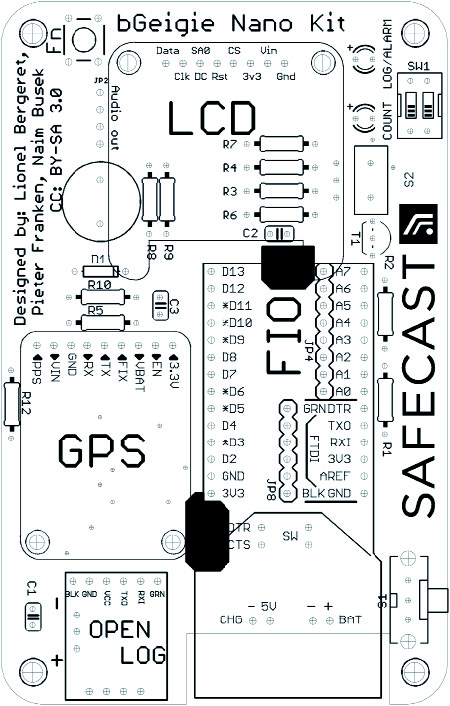 bGeigie Nano Kit
Fn
Data SA0 CS Vin
Clk DC Rst 3v3 Gnd
LOG/ALARM
SW1
COUNT
JP2
Audio out
LCD
Designed by: Lionel Bergeret,
Pieter Franken, Naim Busek
CC: BY-SA 3.0
R7
R4
R3
R6
C2
S2
T1
R2
R8
R9
D1
R10
R5
C3
SAFECAST
FIO
JP4
D13 A7
D12 A6
*D11 A5
*D10 A4
*D9 A3
D8 A2
D7 A1
*D6 A0
*D5 GRN DTR
D4 TXO
*D3 RXI
D2 3V3
GND AREF
3V3 BLK GND
FTDI
JP8
PPS
VIN
GND
RX
TX
FIX
VBAT
EN
3.3V
R12
GPS
R1
DTR
CTS
SW
S1
C1
- +
BLK GND VCC TXO RXI GRN
OPEN
LOG
- 5V - +
CHG BAT